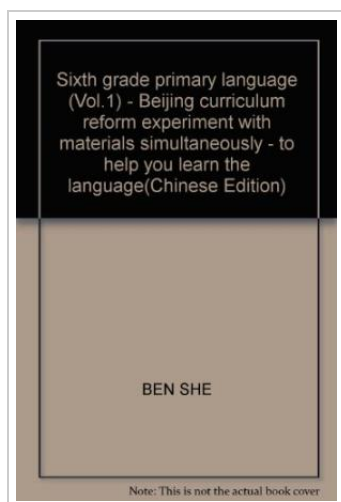 Sixth grade primary language
(Vol.1) - Beijing curriculum
reform experiment with
materials simultaneously - to
help you learn the
language(Chinese Edition)
BEN SHE
Note: This is not the actual book cover